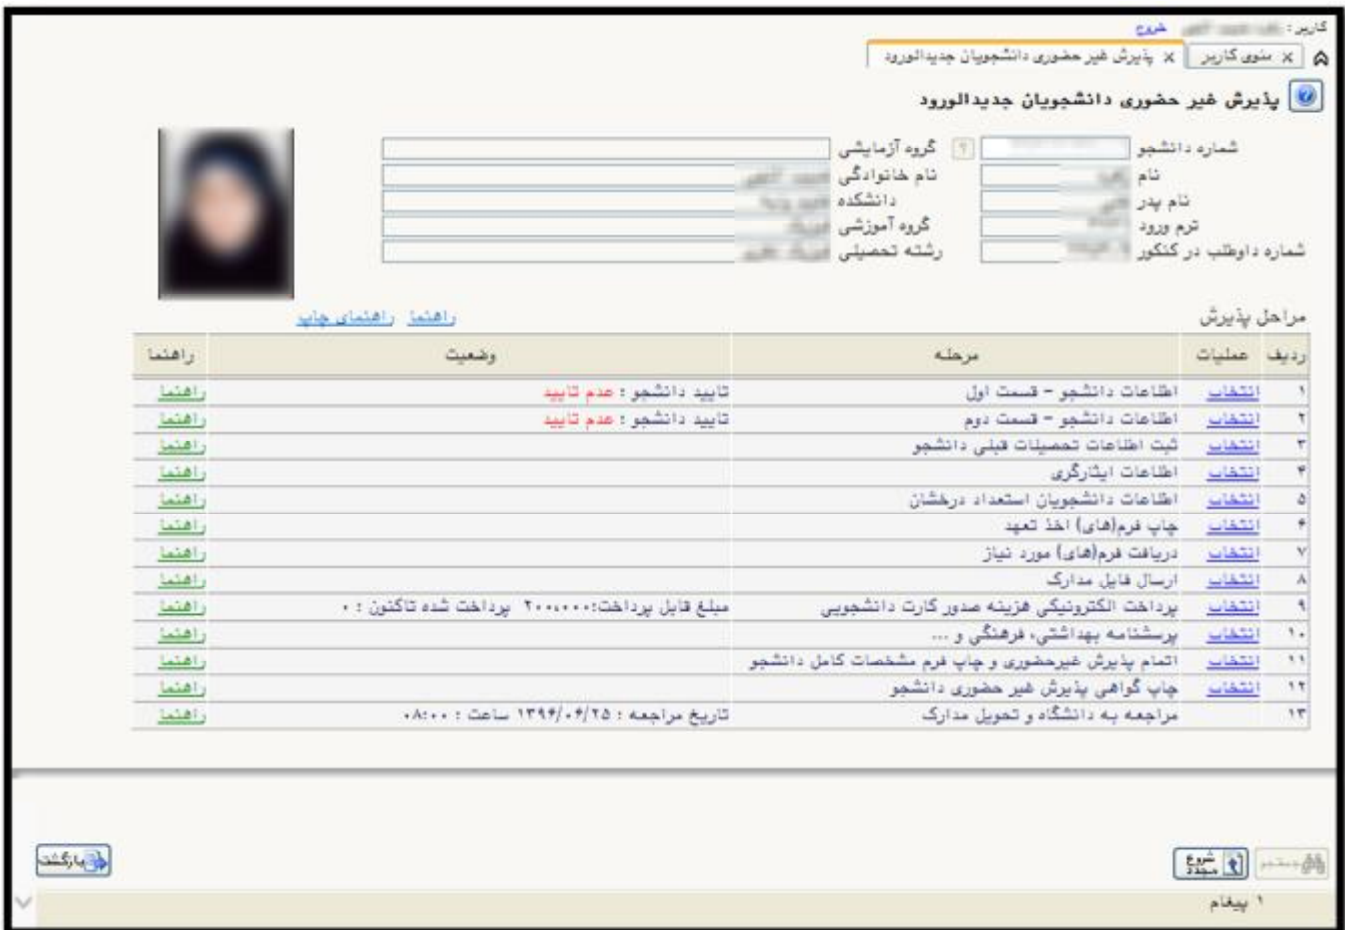 کاربر : خروج
منوی کاربر × پذیرش غیر حضوری دانشجویان جدیدالورود ×
پذیرش غیر حضوری دانشجویان جدیدالورود
شماره دانشجو ? گروه آزمایشی
نام نام خانوادگی
نام پدر دانشکده
ترم ورود گروه آموزشی
شماره داوطلب در کنکور رشته تحصیلی
مراحل پذیرش راهنما راهنمای چاپ
ردیف عملیات مرحله وضعیت راهنما
۱ انتخاب اطلاعات دانشجو - قسمت اول تایید دانشجو : عدم تایید راهنما
۲ انتخاب اطلاعات دانشجو - قسمت دوم تایید دانشجو : عدم تایید راهنما
۳ انتخاب ثبت اطلاعات تحصیلات قبلی دانشجو راهنما
۴ انتخاب اطلاعات ایثارگری راهنما
۵ انتخاب اطلاعات دانشجویان استعداد درخشان راهنما
۶ انتخاب چاپ فرم(های) اخذ تعهد راهنما
۷ انتخاب دریافت فرم(های) مورد نیاز راهنما
۸ انتخاب ارسال فایل مدارک راهنما
۹ انتخاب پرداخت الکترونیکی هزینه صدور کارت دانشجویی مبلغ قابل پرداخت:۲۰۰،۰۰۰ پرداخت شده تاکنون : ۰ راهنما
۱۰ انتخاب پرسشنامه بهداشتی، فرهنگی و ... راهنما
۱۱ انتخاب اتمام پذیرش غیرحضوری و چاپ فرم مشخصات کامل دانشجو راهنما
۱۲ انتخاب چاپ گواهی پذیرش غیر حضوری دانشجو راهنما
۱۳ مراجعه به دانشگاه و تحویل مدارک تاریخ مراجعه : ۱۳۹۶/۰۶/۲۵ ساعت : ۰۸:۰۰ راهنما
جستجو شروع مجدد بازگشت
۱ پیغام